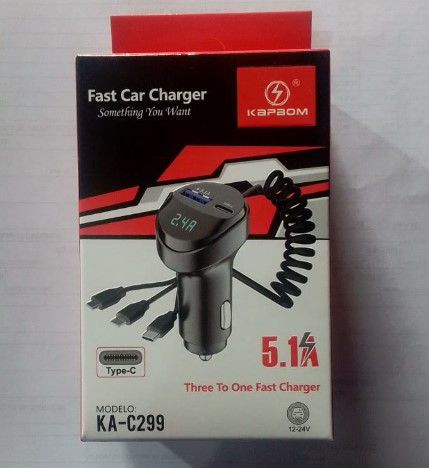 Fast Car Charger
Something You Want
®
KAPBOM
2.4A
5.1A
Three To One Fast Charger
Type-C
MODELO:
KA-C299
12-24V